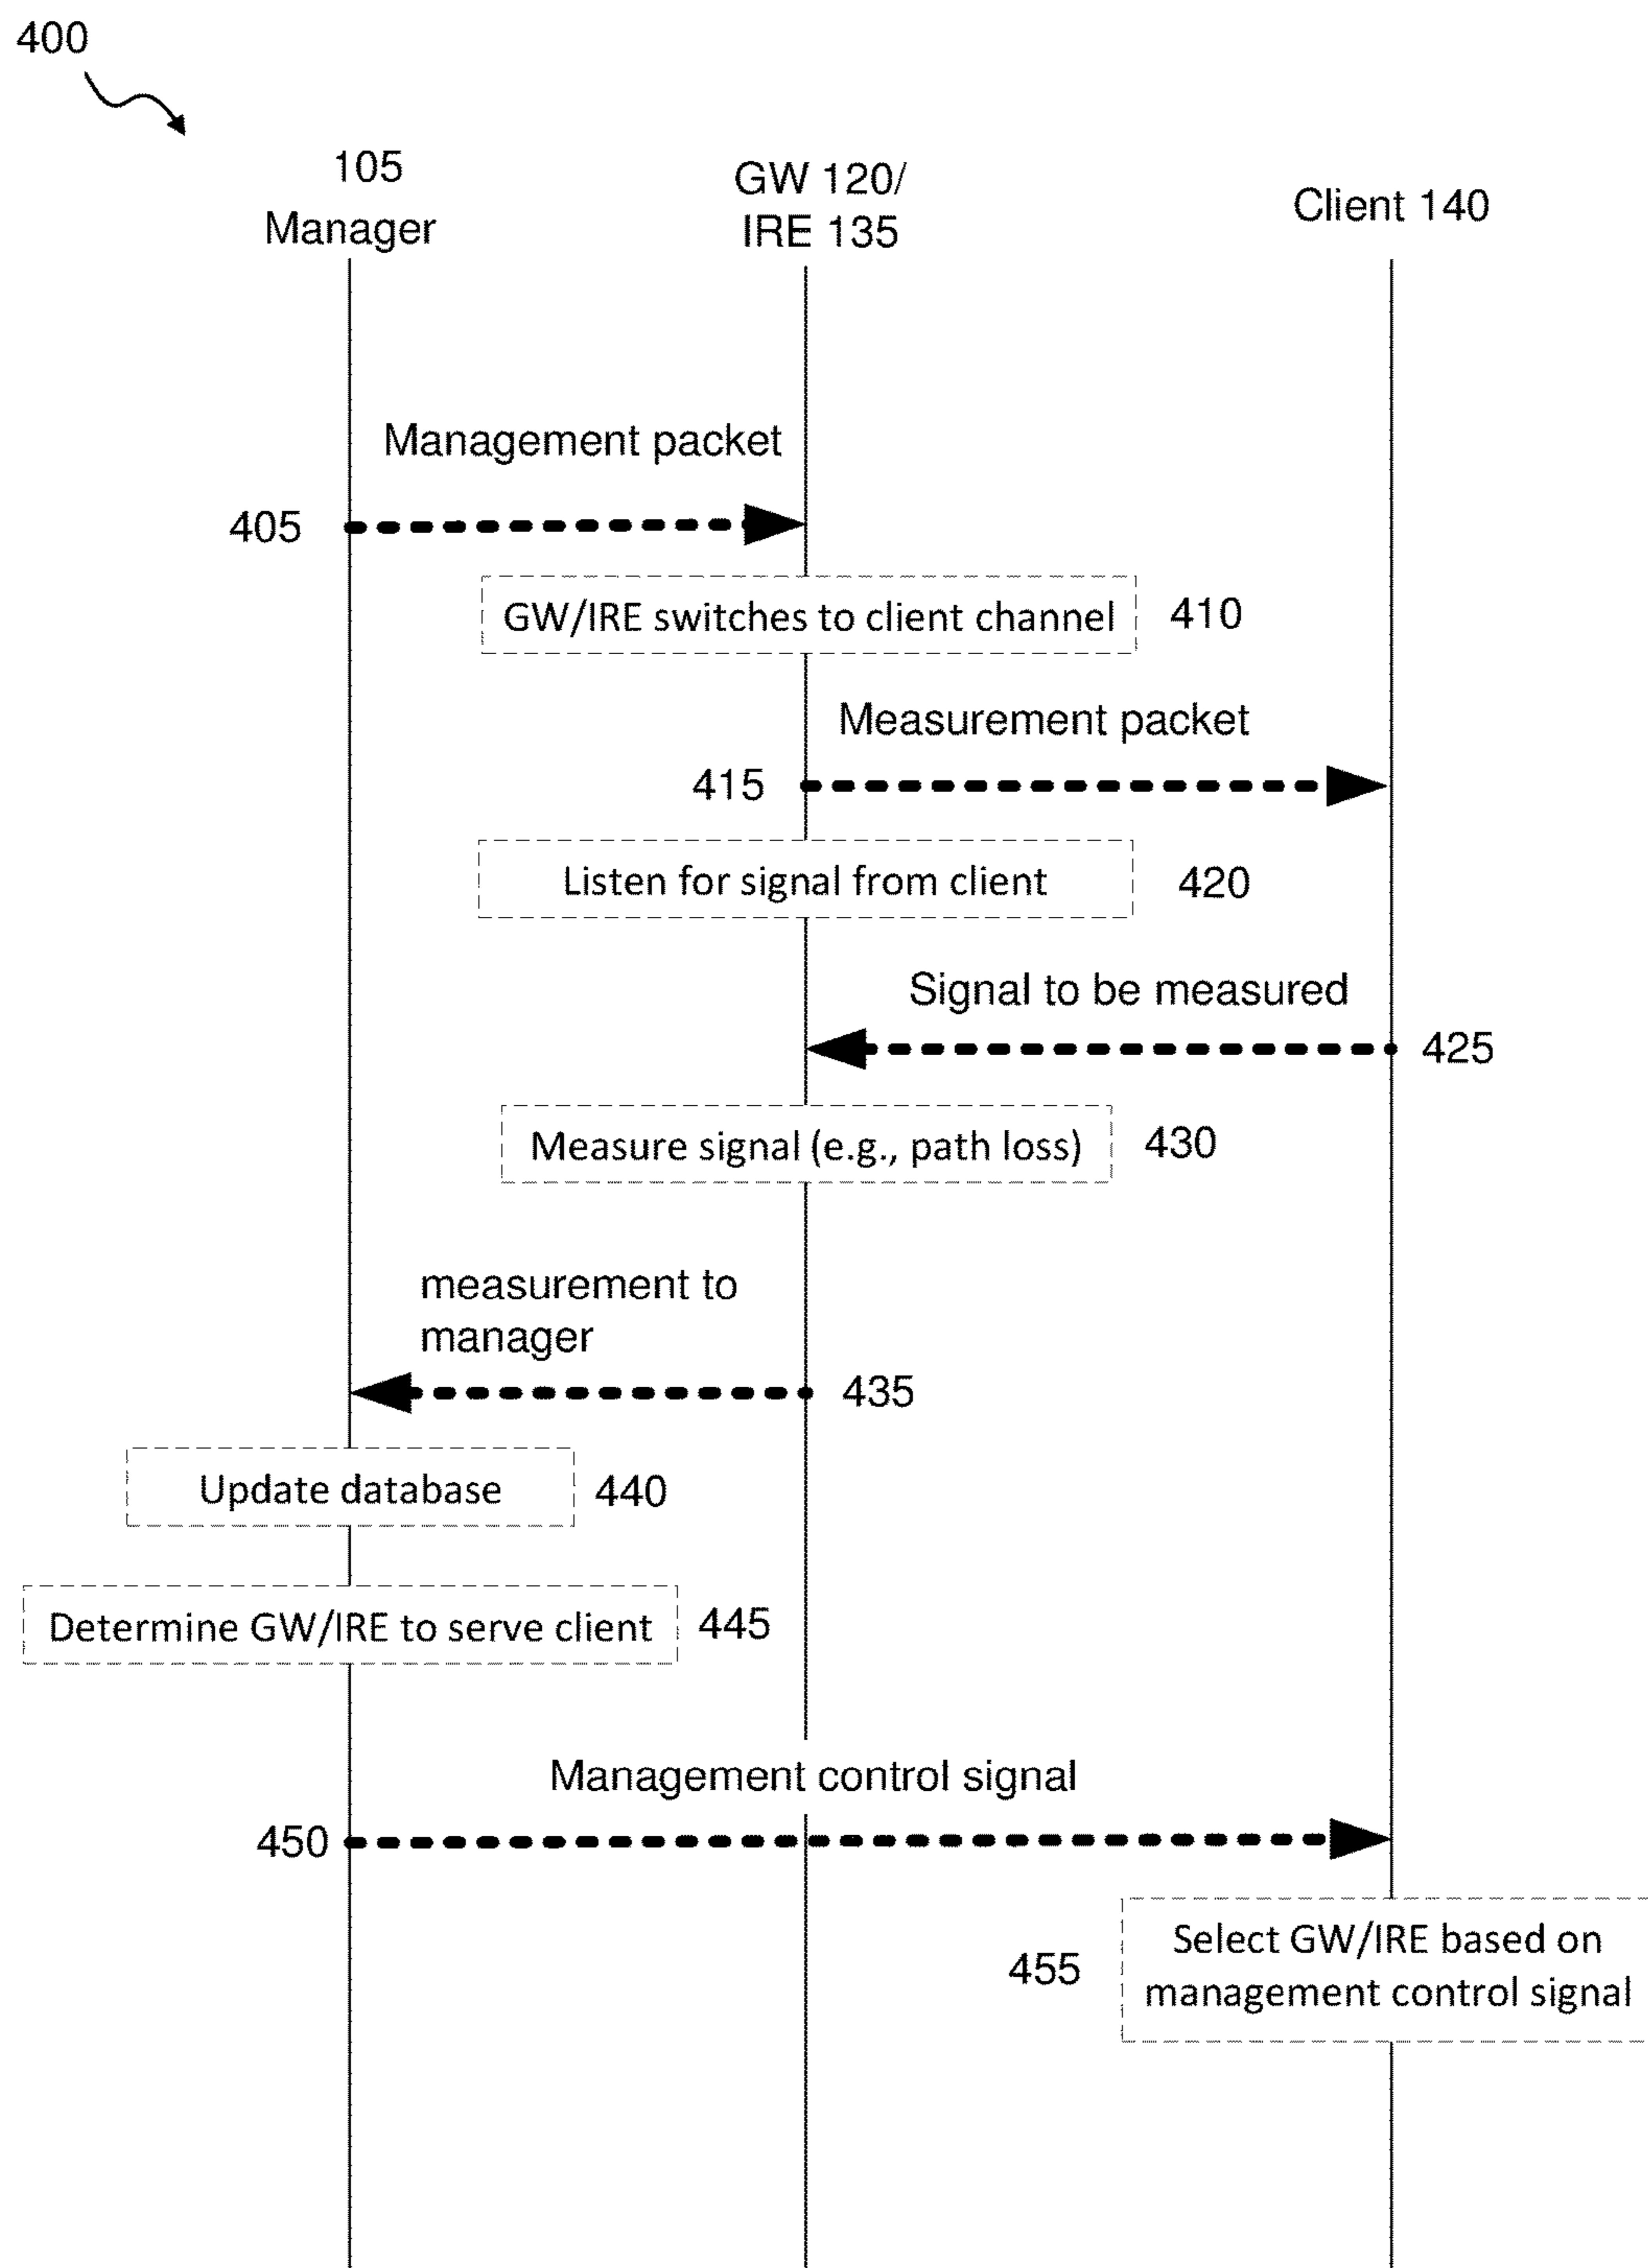 400
105
Manager
GW 120/
IRE 135
Client 140
Management packet
405
GW/IRE switches to client channel
410
Measurement packet
415
Listen for signal from client
420
Signal to be measured
425
Measure signal (e.g., path loss)
430
measurement to
manager
435
Update database
440
Determine GW/IRE to serve client
445
Management control signal
450
455
Select GW/IRE based on
management control signal